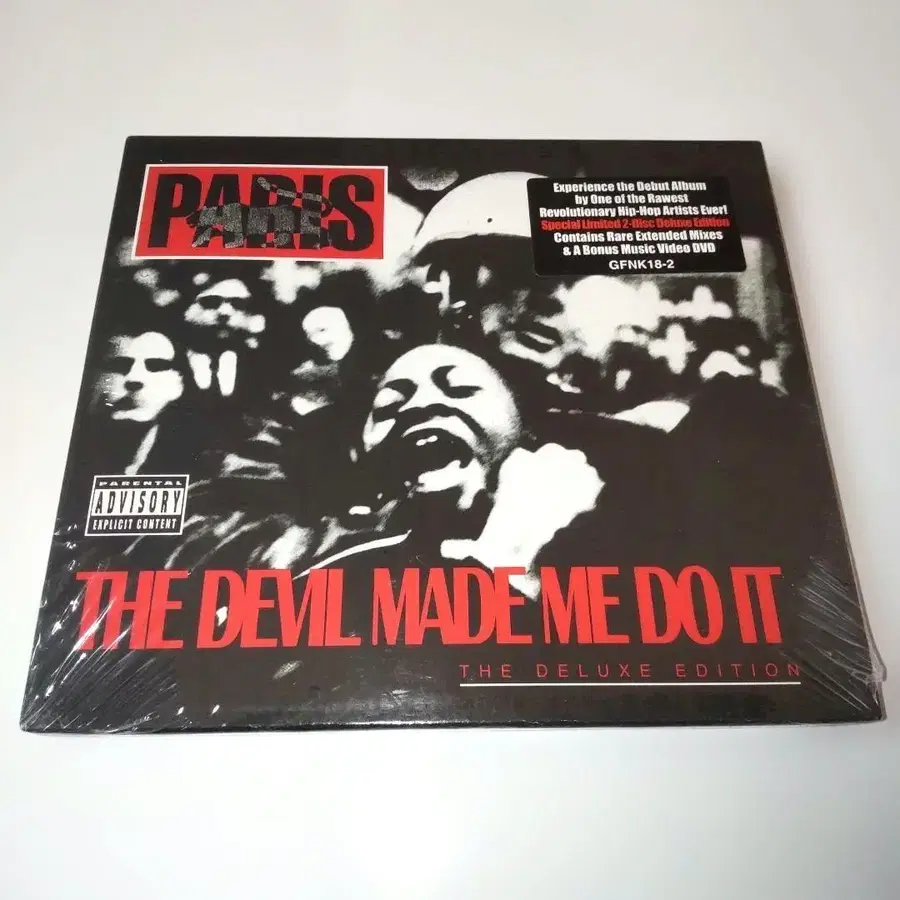 PARIS
Experience the Debut Album
by One of the Rawest
Revolutionary Hip-Hop Artists Ever!
Special Limited 2-Disc Deluxe Edition
Contains Rare Extended Mixes
& A Bonus Music Video DVD
GFNK18-2
PARENTAL
ADVISORY
EXPLICIT CONTENT
THE DEVIL MADE ME DO IT
THE DELUXE EDITION